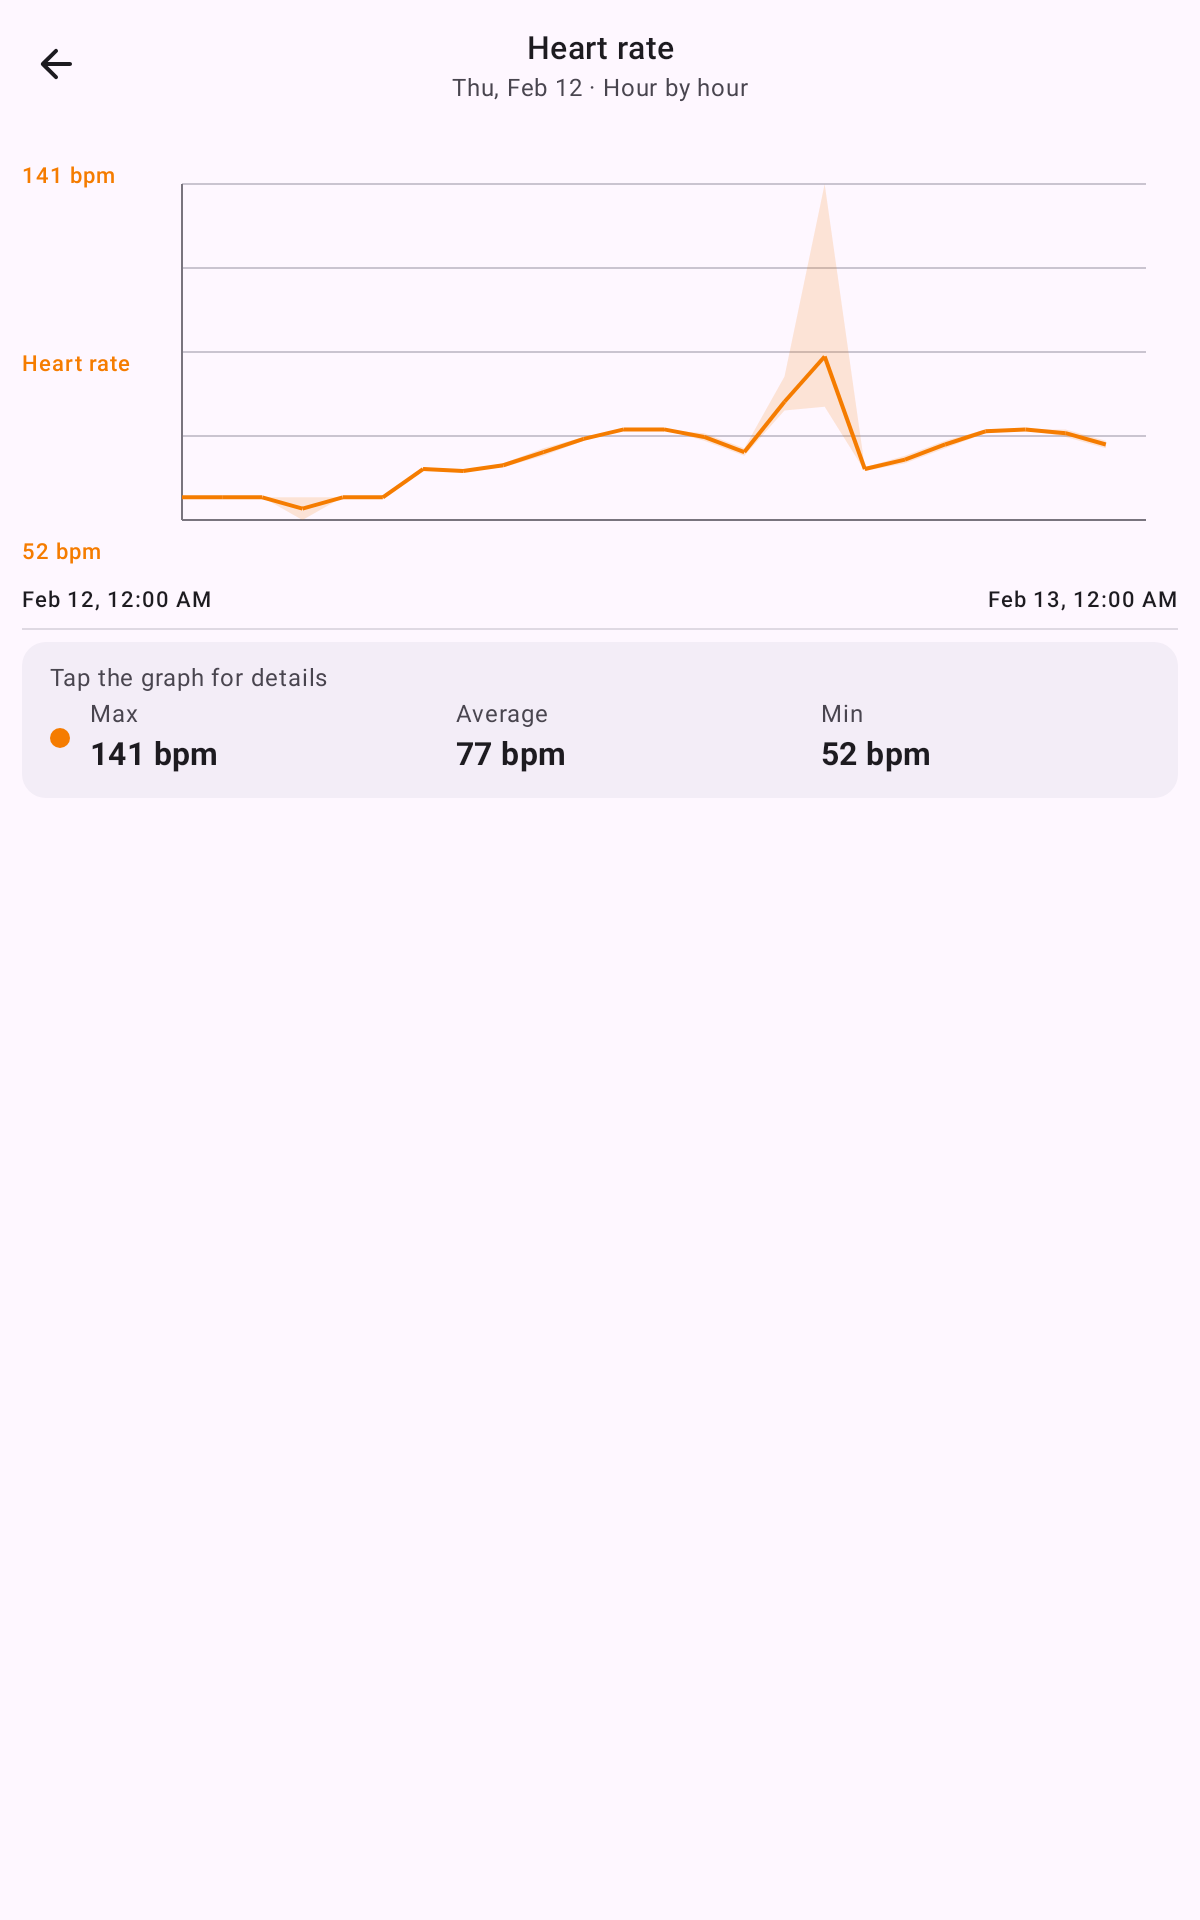 Heart rate
Thu, Feb 12 · Hour by hour
141 bpm
Heart rate
52 bpm
Feb 12, 12:00 AM
Feb 13, 12:00 AM
Tap the graph for details
Max
Average
Min
141 bpm
77 bpm
52 bpm